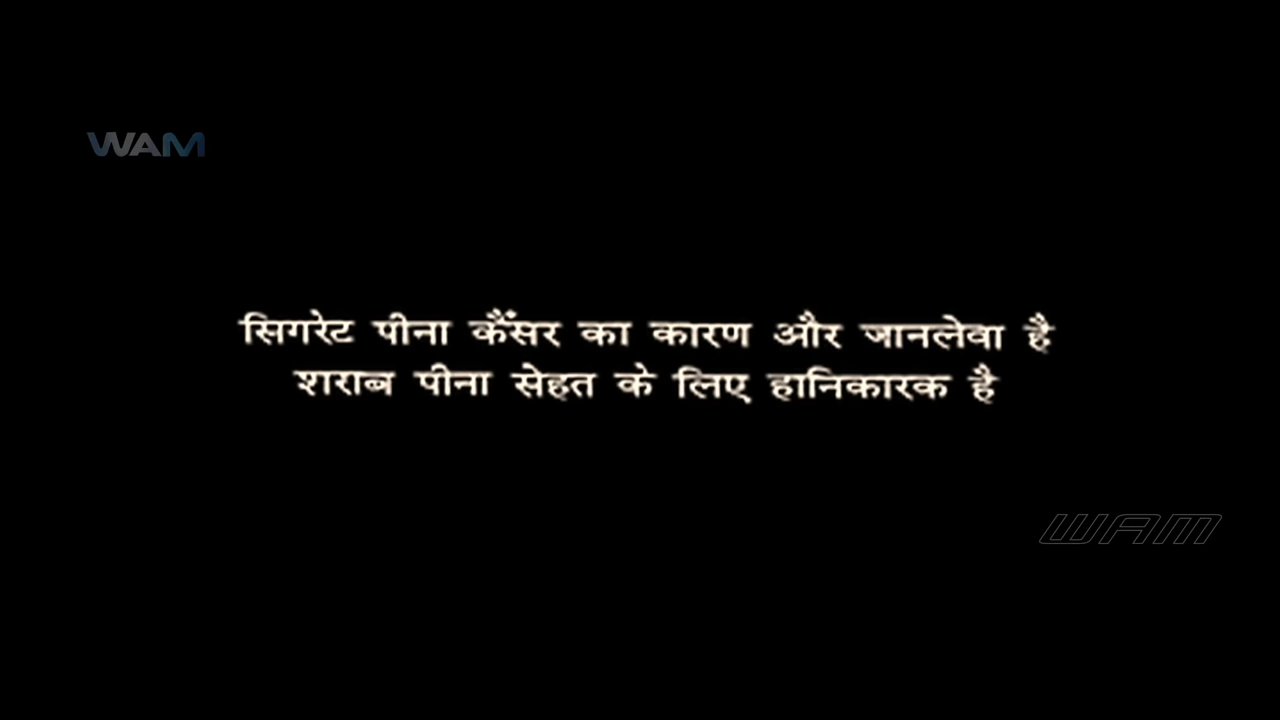 WAM
सिगरेट पीना कैंसर का कारण और जानलेवा है
शराब पीना सेहत के लिए हानिकारक है
WAM